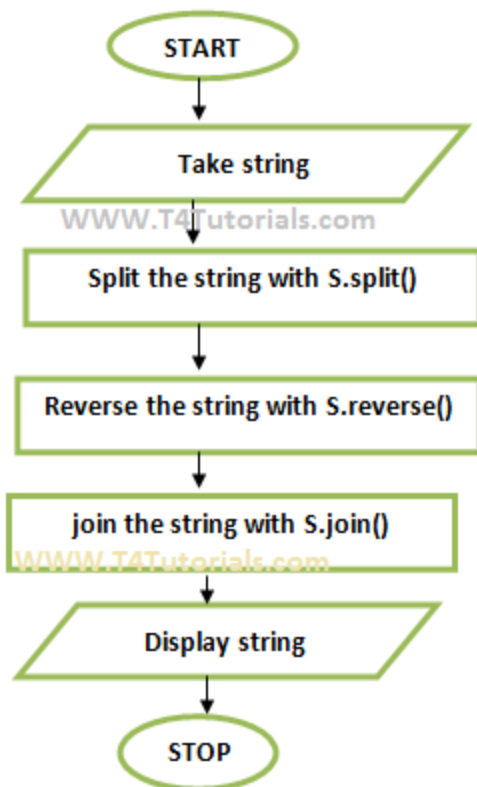 START
Take string
WWW.T4Tutorials.com
Split the string with S.split()
Reverse the string with S.reverse()
join the string with S.join()
WWW.T4Tutorials.com
Display string
STOP